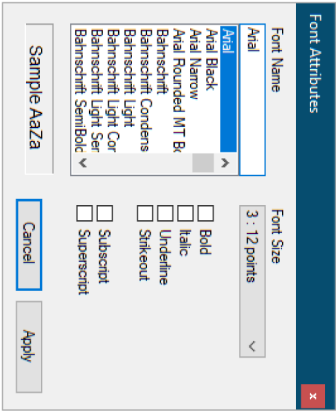 Font Attributes
×
Font Name
Font Size
Arial
3 : 12 points
Arial
Arial Black
Arial Narrow
Arial Rounded MT Bo
Bahnschrift
Bahnschrift Condens
Bahnschrift Light
Bahnschrift Light Cor
Bahnschrift Light Ser
Bahnschrift SemiBolc
Bold
Italic
Underline
Strikeout
Subscript
Superscript
Sample AaZa
Cancel
Apply